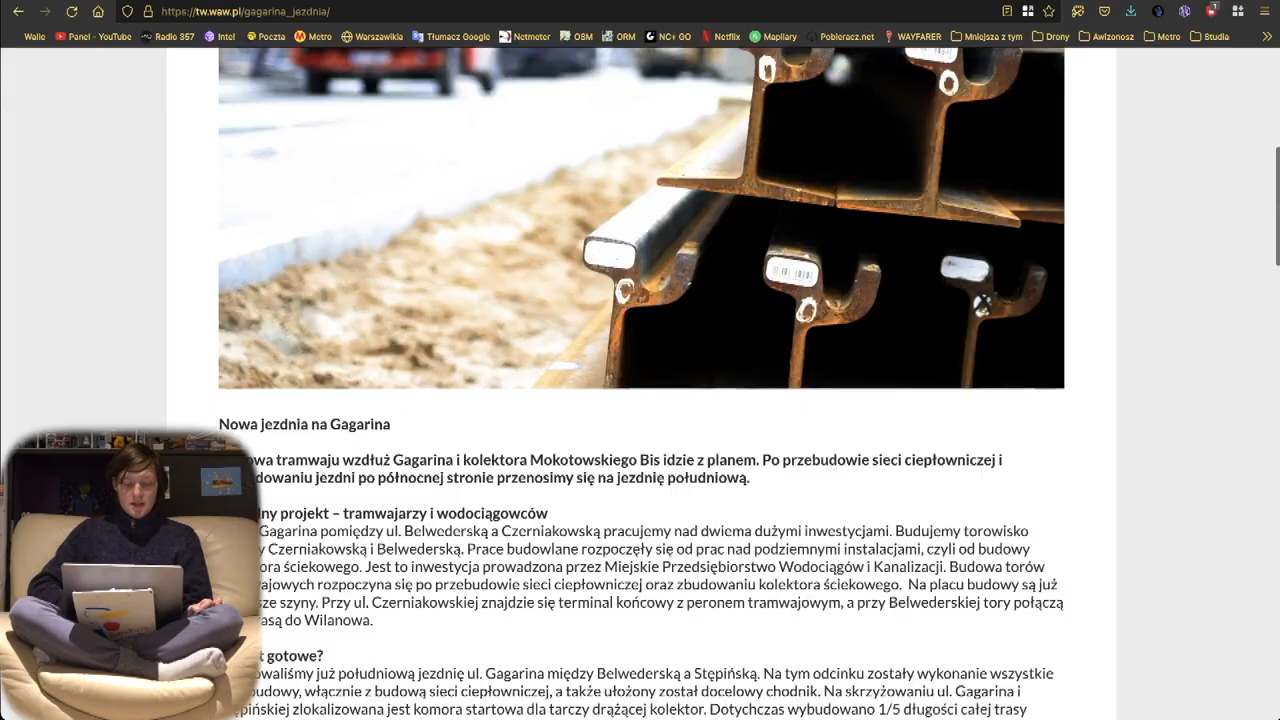 https://tw.waw.pl/gagarina_jezdnia/
Walle Panel - YouTube Radio 357 Intel Poczta Metro Warszawikia Tłumacz Google Netmeter OSM ORM NC+ GO Netflix Mapillary Pobieracz.net WAYFARER Mniejsza z tym Drony Awizonosz Metro Studia
Nowa jezdnia na Gagarina
owa tramwaju wzdłuż Gagarina i kolektora Mokotowskiego Bis idzie z planem. Po przebudowie sieci ciepłowniczej i
dowaniu jezdni po północnej stronie przenosimy się na jezdnię południową.
lny projekt – tramwajarzy i wodociągowców
Gagarina pomiędzy ul. Belwederską a Czerniakowską pracujemy nad dwiema dużymi inwestycjami. Budujemy torowisko
y Czerniakowską i Belwederską. Prace budowlane rozpoczęły się od prac nad podziemnymi instalacjami, czyli od budowy
ora ściekowego. Jest to inwestycja prowadzona przez Miejskie Przedsiębiorstwo Wodociągów i Kanalizacji. Budowa torów
wajowych rozpoczyna się po przebudowie sieci ciepłowniczej oraz zbudowaniu kolektora ściekowego. Na placu budowy są już
sze szyny. Przy ul. Czerniakowskiej znajdzie się terminal końcowy z peronem tramwajowym, a przy Belwederskiej tory połączą
asą do Wilanowa.
t gotowe?
owaliśmy już południową jezdnię ul. Gagarina między Belwederską a Stępińską. Na tym odcinku zostały wykonanie wszystkie
budowy, włącznie z budową sieci ciepłowniczej, a także ułożony został docelowy chodnik. Na skrzyżowaniu ul. Gagarina i
pińskiej zlokalizowana jest komora startowa dla tarczy drążącej kolektor. Dotychczas wybudowano 1/5 długości całej trasy